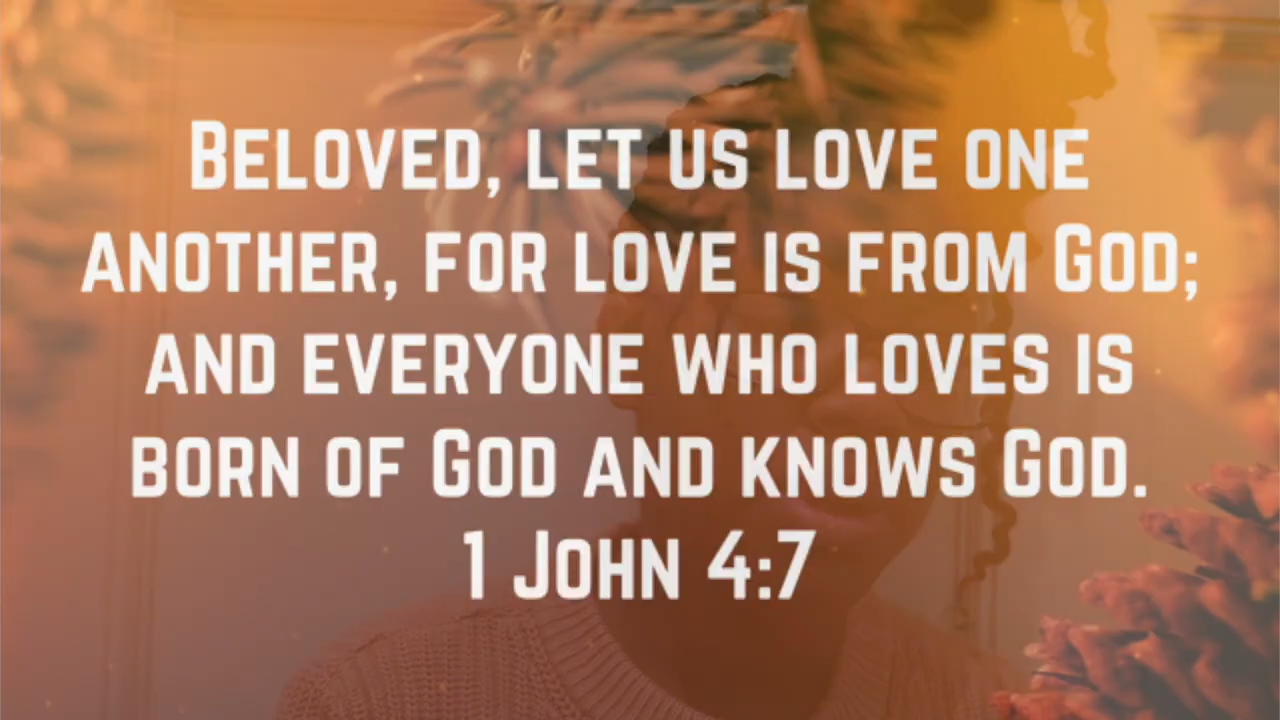 Beloved, let us love one
another, for love is from God;
and everyone who loves is
born of God and knows God.
1 John 4:7